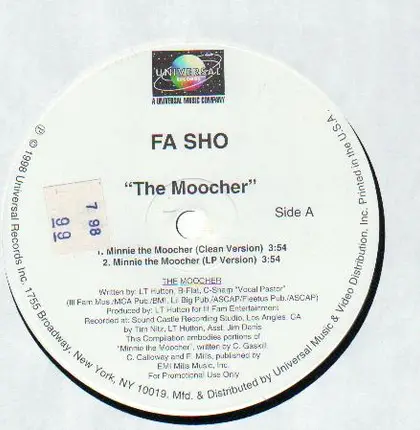 UNIVERSAL
RECORDS
A UNIVERSAL MUSIC COMPANY
FA SHO
"The Moocher"
Side A
7 98
99
1. Minnie the Moocher (Clean Version) 3:54
2. Minnie the Moocher (LP Version) 3:54
THE MOOCHER
Written by: LT Hutton, B-Flat, C-Sharp "Vocal Pastor"
(Ill Fam Mus./MCA Pub./BMI, Lil Big Pub./ASCAP/Fleetus Pub./ASCAP)
Produced by: LT Hutton for Ill Fam Entertainment
Recorded at: Sound Castle Recording Studio, Los Angeles, CA
by Tim Nitz, LT Hutton, Asst. Jim Danis
This Compilation embodies portions of
"Minnie the Moocher", written by C. Gaskill,
C. Calloway and F. Mills, published by
EMI Mills Music, Inc.
For Promotional Use Only
℗ © 1998 Universal Records Inc. 1755 Broadway, New York, NY 10019. Mfd. & Distributed by Universal Music & Video Distribution, Inc. Printed in the U.S.A.